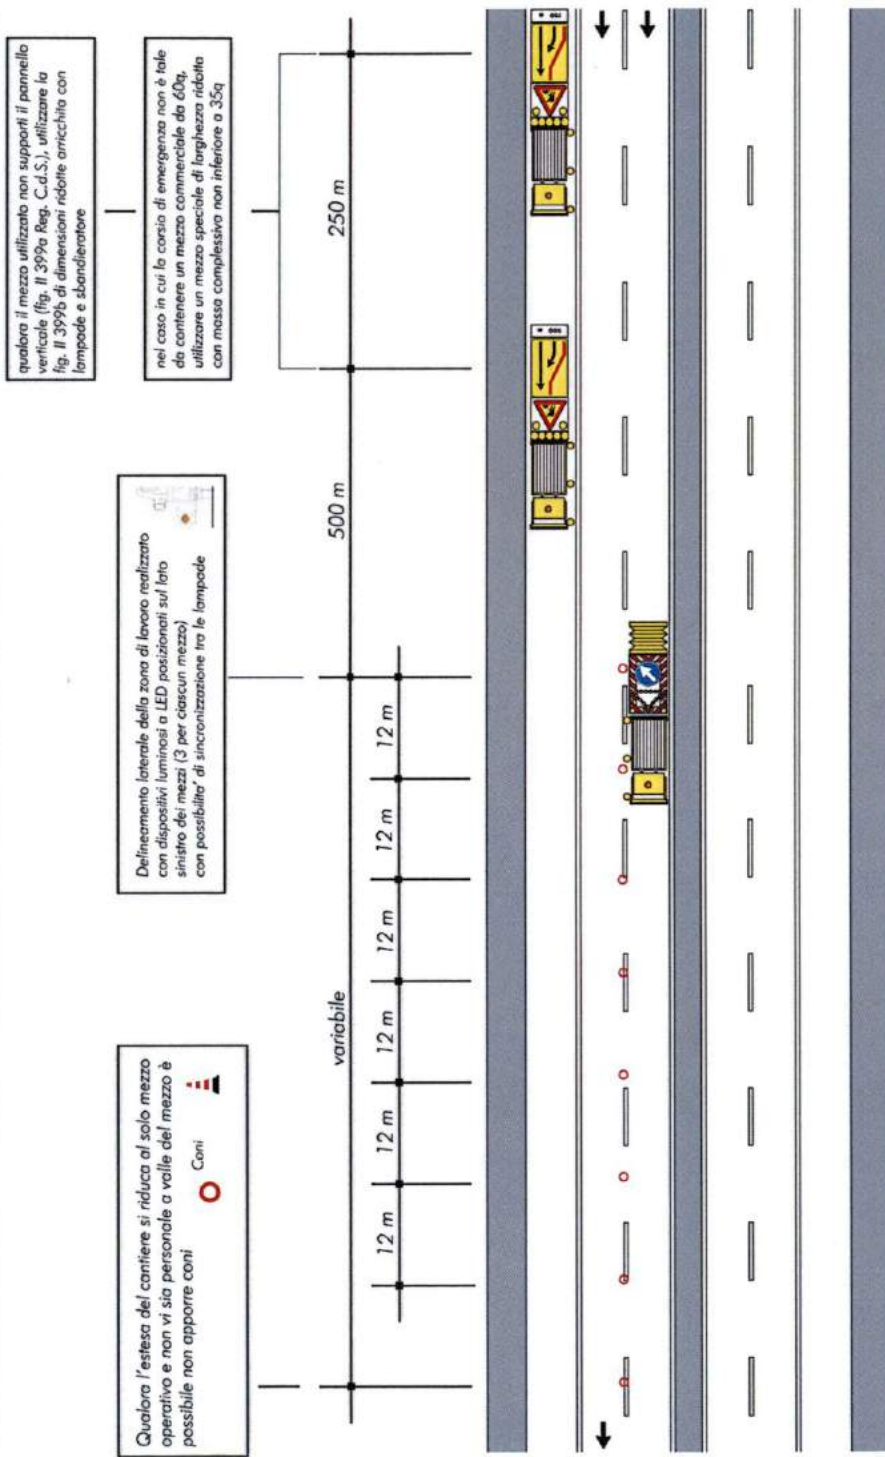 Qualora l'estesa del cantiere si riduca al solo mezzo
operativo e non vi sia personale a valle del mezzo è
possibile non apporre coni
Coni
Delineamento laterale della zona di lavoro realizzato
con dispositivi luminosi a LED posizionati sul lato
sinistro dei mezzi (3 per ciascun mezzo)
con possibilita' di sincronizzazione tra le lampade
qualora il mezzo utilizzato non supporti il pannello
verticale (fig. II 399a Reg. C.d.S.), utilizzare la
fig. II 399b di dimensioni ridotte arricchita con
lampade e sbandieratore
nel caso in cui la corsia di emergenza non è tale
da contenere un mezzo commerciale da 60q,
utilizzare un mezzo speciale di larghezza ridotta
con massa complessiva non inferiore a 35q
variabile
500 m
250 m
12 m
12 m
12 m
12 m
12 m
12 m
500 m
750 m